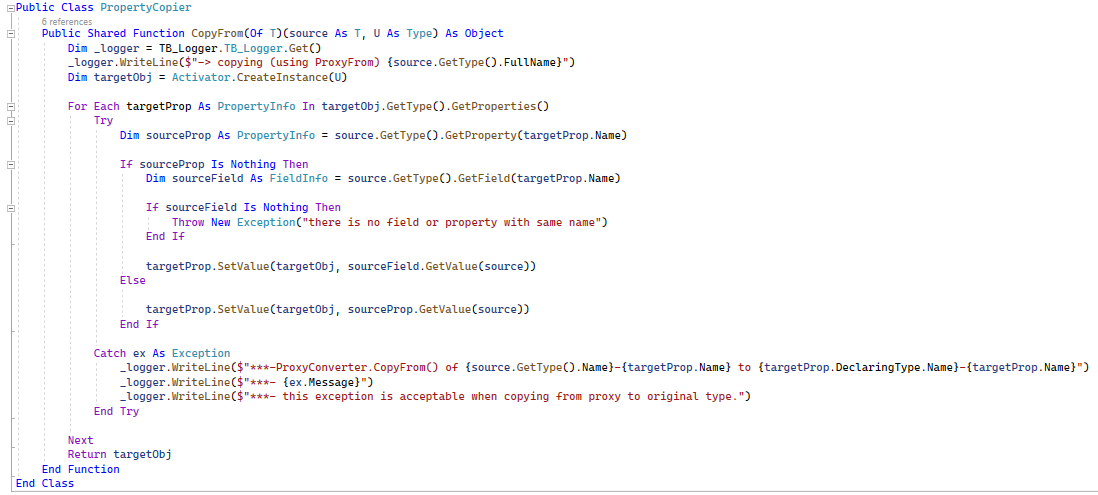 Public Class PropertyCopier
6 references
Public Shared Function CopyFrom(Of T)(source As T, U As Type) As Object
Dim _logger = TB_Logger.TB_Logger.Get()
_logger.WriteLine($"-> copying (using ProxyFrom) {source.GetType().FullName}")
Dim targetObj = Activator.CreateInstance(U)
For Each targetProp As PropertyInfo In targetObj.GetType().GetProperties()
Try
Dim sourceProp As PropertyInfo = source.GetType().GetProperty(targetProp.Name)
If sourceProp Is Nothing Then
Dim sourceField As FieldInfo = source.GetType().GetField(targetProp.Name)
If sourceField Is Nothing Then
Throw New Exception("there is no field or property with same name")
End If
targetProp.SetValue(targetObj, sourceField.GetValue(source))
Else
targetProp.SetValue(targetObj, sourceProp.GetValue(source))
End If
Catch ex As Exception
_logger.WriteLine($"***-ProxyConverter.CopyFrom() of {source.GetType().Name}-{targetProp.Name} to {targetProp.DeclaringType.Name}-{targetProp.Name}")
_logger.WriteLine($"***- {ex.Message}")
_logger.WriteLine($"***- this exception is acceptable when copying from proxy to original type.")
End Try
Next
Return targetObj
End Function
End Class